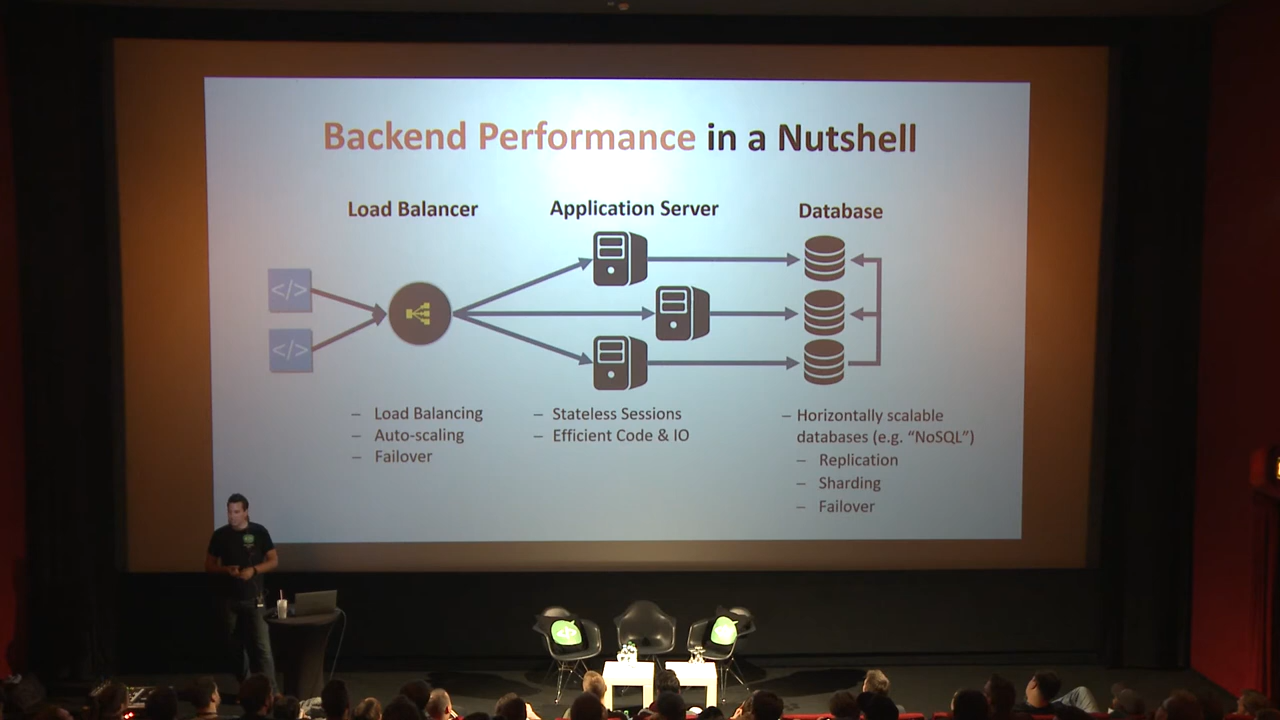 Backend Performance in a Nutshell
Load Balancer
Application Server
Database
</>
</>
– Load Balancing
– Auto-scaling
– Failover
– Stateless Sessions
– Efficient Code & IO
– Horizontally scalable
databases (e.g. “NoSQL”)
– Replication
– Sharding
– Failover